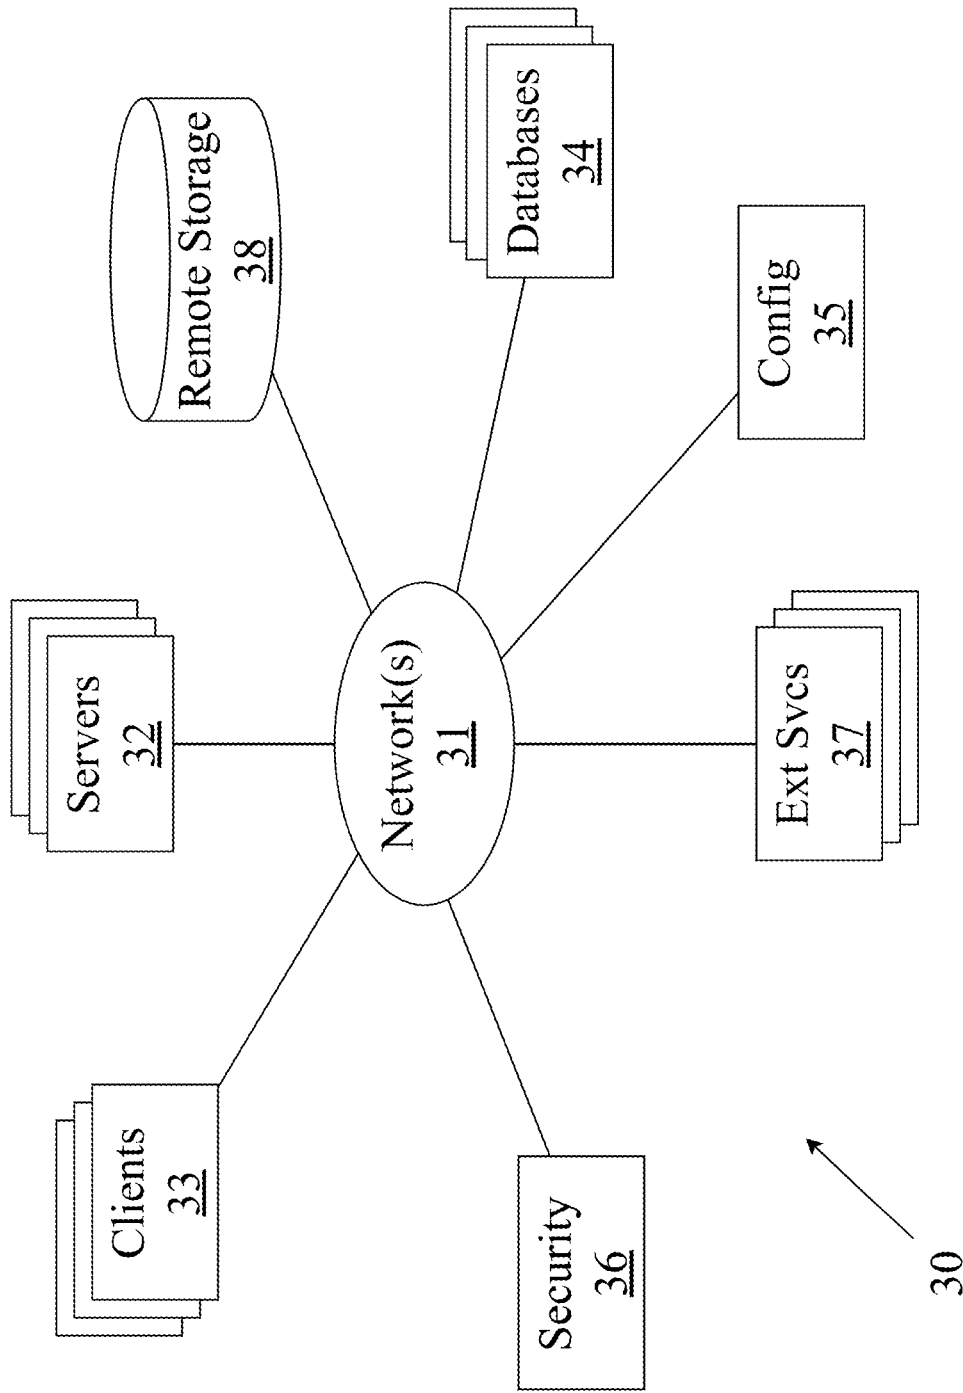 Clients
33
Servers
32
Remote Storage
38
Network(s)
31
Databases
34
Security
36
Ext Svcs
37
Config
35
30